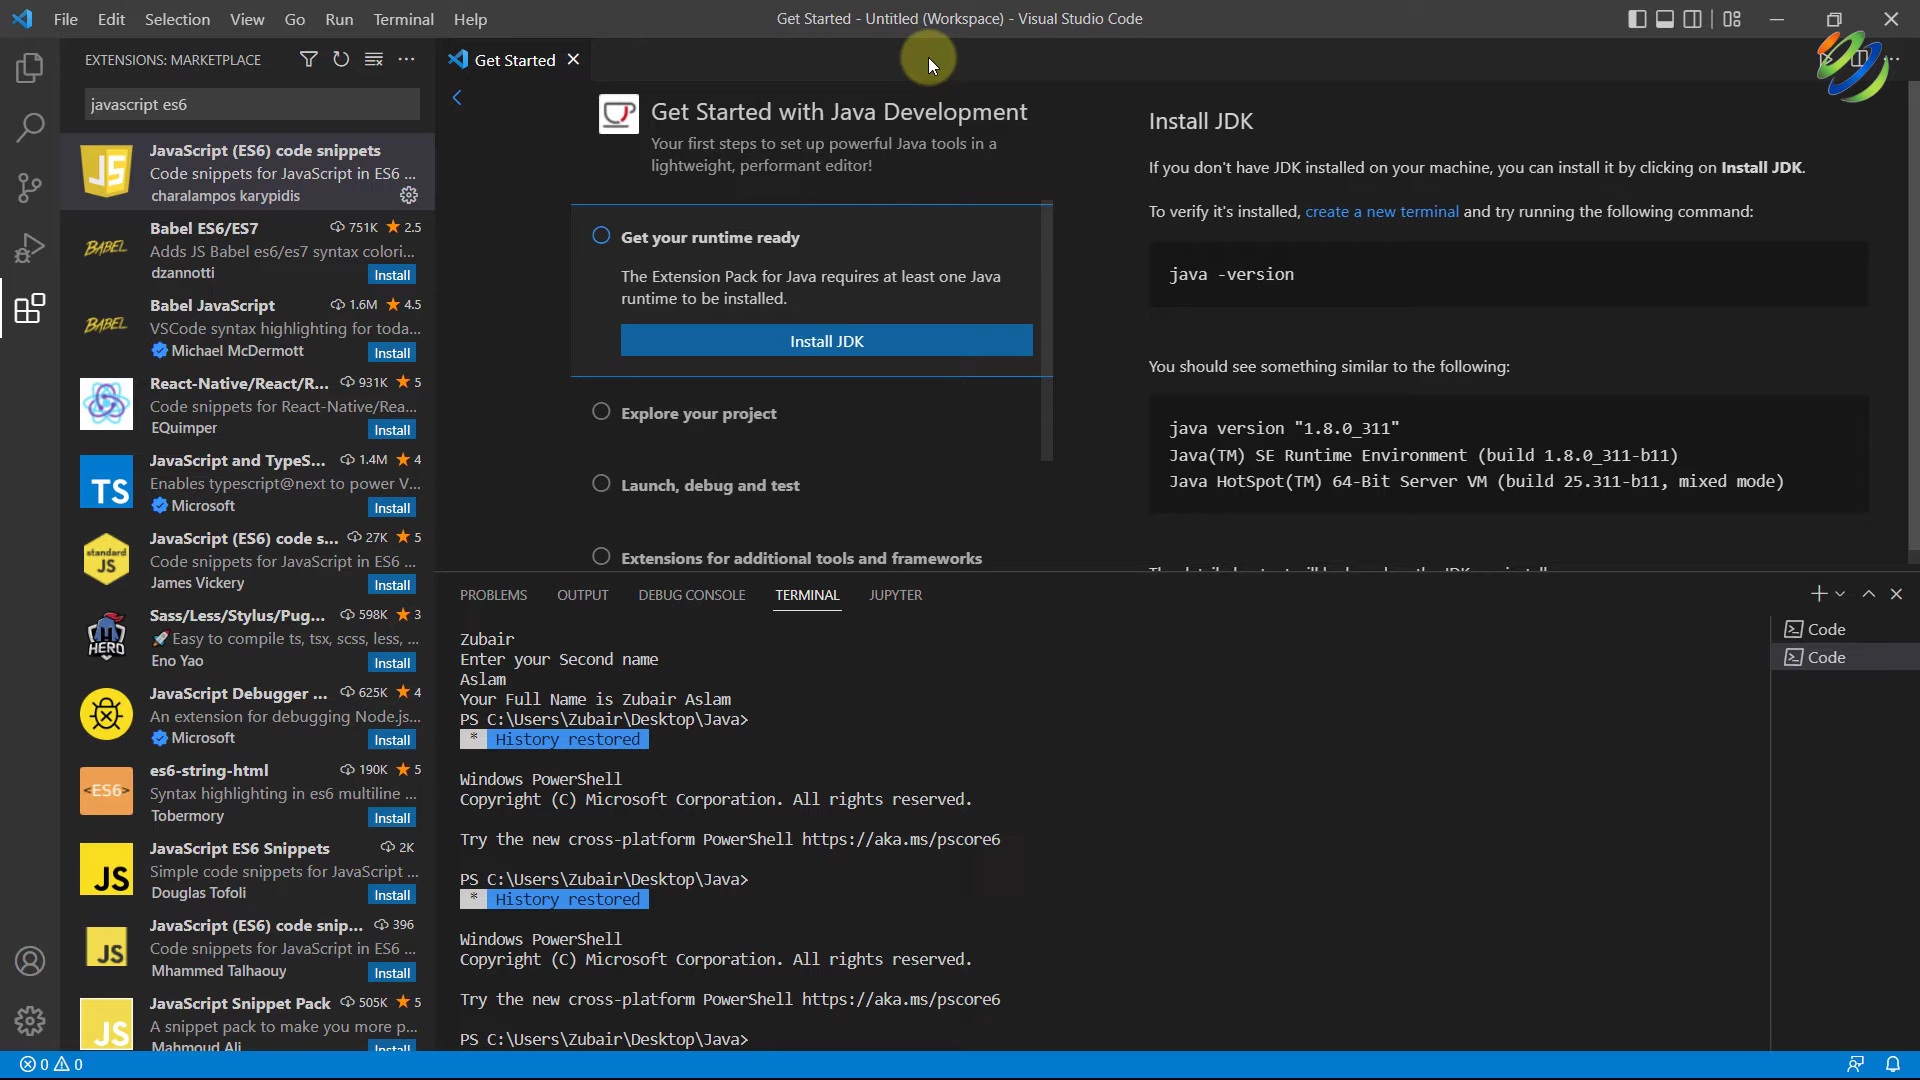 File Edit Selection View Go Run Terminal Help
Get Started - Untitled (Workspace) - Visual Studio Code
EXTENSIONS: MARKETPLACE
javascript es6
JavaScript (ES6) code snippets
Code snippets for JavaScript in ES6 ...
charalampos karypidis
JS
Babel ES6/ES7 751K 2.5
Adds JS Babel es6/es7 syntax colori...
dzannotti Install
BABEL
Babel JavaScript 1.6M 4.5
VSCode syntax highlighting for toda...
Michael McDermott Install
BABEL
React-Native/React/R... 931K 5
Code snippets for React-Native/Rea...
EQuimper Install
JavaScript and TypeS... 1.4M 4
Enables typescript@next to power V...
Microsoft Install
TS
JavaScript (ES6) code s... 27K 5
Code snippets for JavaScript in ES6 ...
James Vickery Install
standard
JS
Sass/Less/Stylus/Pug... 598K 3
🚀Easy to compile ts, tsx, scss, less, ...
Eno Yao Install
HERO
JavaScript Debugger ... 625K 4
An extension for debugging Node.js...
Microsoft Install
es6-string-html 190K 5
Syntax highlighting in es6 multiline ...
Tobermory Install
<ES6>
JavaScript ES6 Snippets 2K
Simple code snippets for JavaScript ...
Douglas Tofoli Install
JS
JavaScript (ES6) code snip... 396
Code snippets for JavaScript in ES6 ...
Mhammed Talhaouy Install
JS
JavaScript Snippet Pack 505K 5
A snippet pack to make you more p...
Mahmoud Ali Install
JS
Get Started
Get Started with Java Development
Your first steps to set up powerful Java tools in a
lightweight, performant editor!
Get your runtime ready
The Extension Pack for Java requires at least one Java
runtime to be installed.
Install JDK
Explore your project
Launch, debug and test
Extensions for additional tools and frameworks
Install JDK
If you don't have JDK installed on your machine, you can install it by clicking on Install JDK.
To verify it's installed, create a new terminal and try running the following command:
java -version
You should see something similar to the following:
java version "1.8.0_311"
Java(TM) SE Runtime Environment (build 1.8.0_311-b11)
Java HotSpot(TM) 64-Bit Server VM (build 25.311-b11, mixed mode)
PROBLEMS OUTPUT DEBUG CONSOLE TERMINAL JUPYTER
Zubair
Enter your Second name
Aslam
Your Full Name is Zubair Aslam
PS C:\Users\Zubair\Desktop\Java>
* History restored
Windows PowerShell
Copyright (C) Microsoft Corporation. All rights reserved.
Try the new cross-platform PowerShell https://aka.ms/pscore6
PS C:\Users\Zubair\Desktop\Java>
* History restored
Windows PowerShell
Copyright (C) Microsoft Corporation. All rights reserved.
Try the new cross-platform PowerShell https://aka.ms/pscore6
PS C:\Users\Zubair\Desktop\Java>
Code
Code
0 0